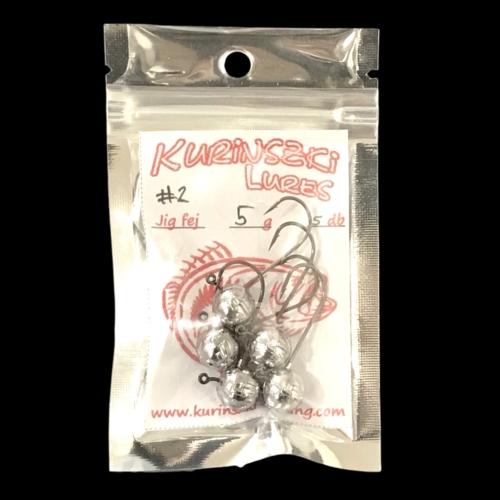 KURINSZKI
LURES
#2
Jig fej 5 g 5 db